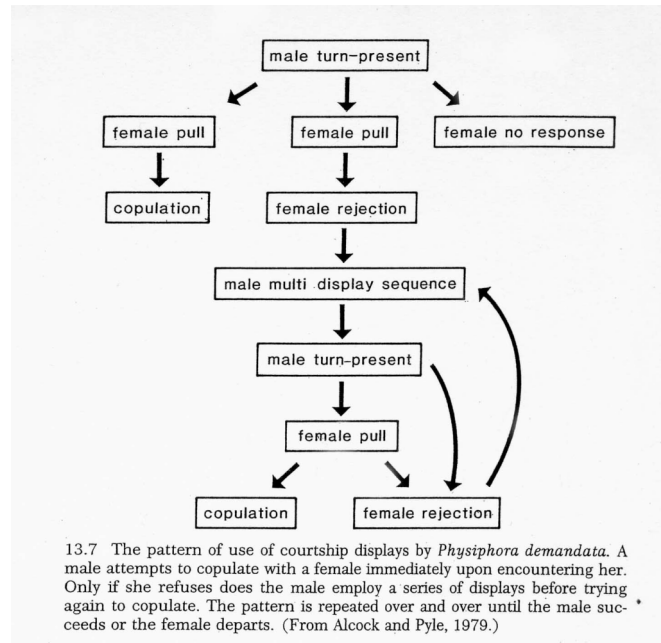 male turn-present
female pull
female pull
female no response
copulation
female rejection
male multi display sequence
male turn-present
female pull
copulation
female rejection
13.7 The pattern of use of courtship displays by Physiphora demandata. A
male attempts to copulate with a female immediately upon encountering her.
Only if she refuses does the male employ a series of displays before trying
again to copulate. The pattern is repeated over and over until the male suc-
ceeds or the female departs. (From Alcock and Pyle, 1979.)